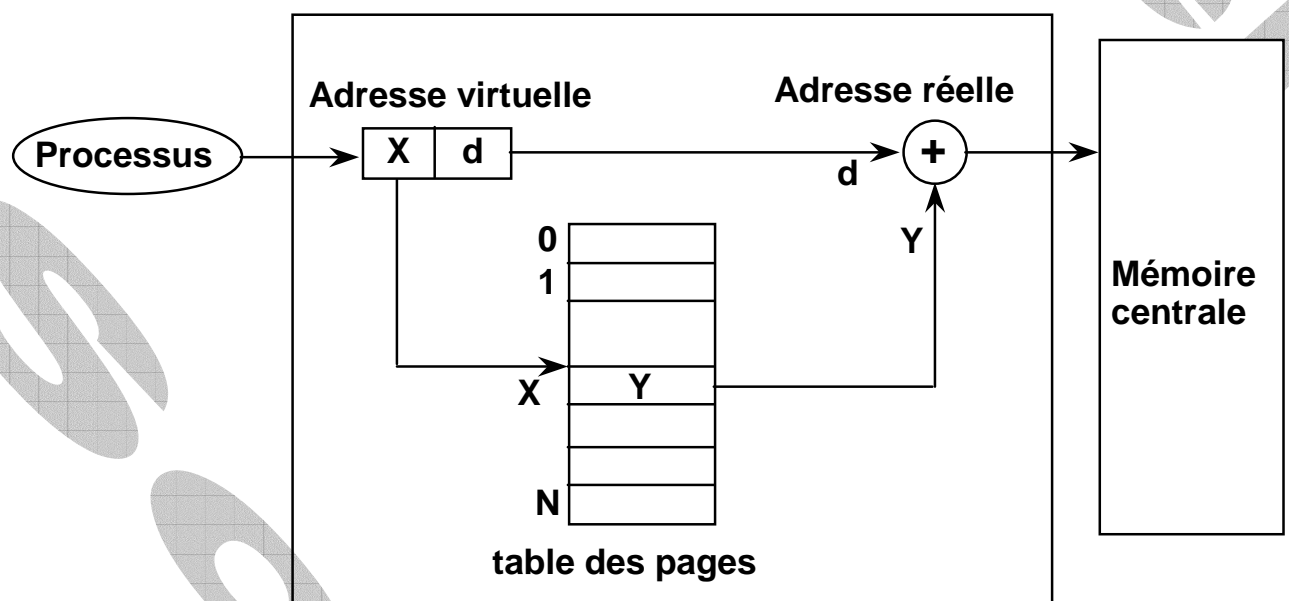 Adresse virtuelle
Adresse réelle
Processus
X d
+
d
Y
0
1
Mémoire
centrale
X
Y
N
table des pages